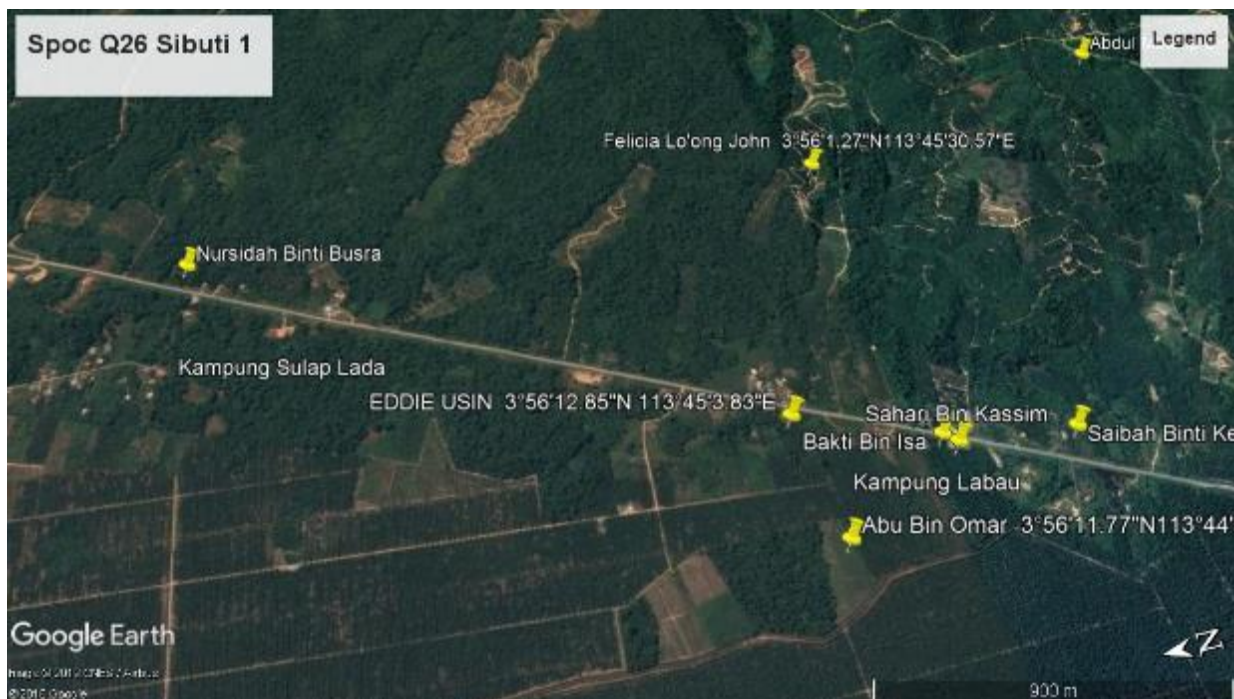 Spoc Q26 Sibuti 1
Legend
Abdul
Felicia Lo'ong John 3°56'1.27"N113°45'30.57"E
Nursidah Binti Busra
Kampung Sulap Lada
EDDIE USIN 3°56'12.85"N 113°45'3.83"E
Sahari Bin Kassim
Bakti Bin Isa
Saibah Binti Ke
Kampung Labau
Abu Bin Omar 3°56'11.77"N113°44'
Google Earth
N
900 m